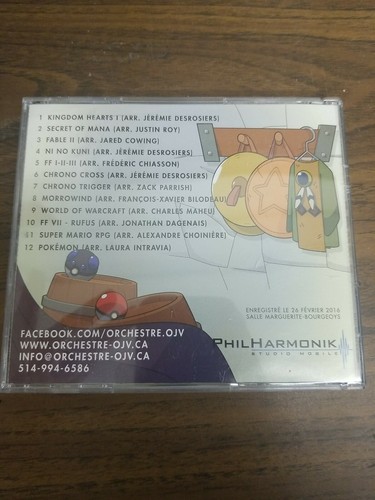 1 KINGDOM HEARTS I (ARR. JÉRÉMIE DESROSIERS)
2 SECRET OF MANA (ARR. JUSTIN ROY)
3 FABLE II (ARR. JARED COWING)
4 NI NO KUNI (ARR. JÉRÉMIE DESROSIERS)
5 FF I-II-III (ARR. FRÉDÉRIC CHIASSON)
6 CHRONO CROSS (ARR. JÉRÉMIE DESROSIERS)
7 CHRONO TRIGGER (ARR. ZACK PARRISH)
8 MORROWIND (ARR. FRANÇOIS-XAVIER BILODEAU)
9 WORLD OF WARCRAFT (ARR. CHARLES MAHEU)
10 FF VII - RUFUS (ARR. JONATHAN DAGENAIS)
11 SUPER MARIO RPG (ARR. ALEXANDRE CHOINIÈRE)
12 POKÉMON (ARR. LAURA INTRAVIA)
ENREGISTRÉ LE 26 FÉVRIER 2016
SALLE MARGUERITE-BOURGEOYS
FACEBOOK.COM/ORCHESTRE.OJV
WWW.ORCHESTRE-OJV.CA
INFO@ORCHESTRE-OJV.CA
514-994-6586
PHILHARMONIK
STUDIO MOBILE